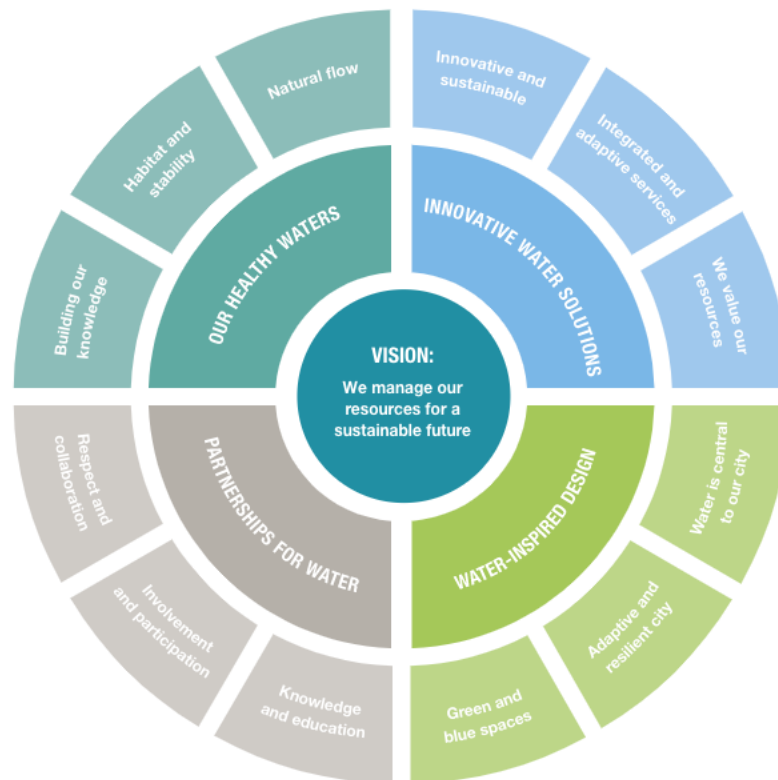 VISION:
We manage our
resources for a
sustainable future
OUR HEALTHY WATERS
Building our
knowledge
Habitat and
stability
Natural flow
INNOVATIVE WATER SOLUTIONS
Innovative and
sustainable
Integrated and
adaptive services
We value our
resources
WATER-INSPIRED DESIGN
Water is central
to our city
Adaptive and
resilient city
Green and
blue spaces
PARTNERSHIPS FOR WATER
Knowledge
and education
Involvement
and participation
Respect and
collaboration